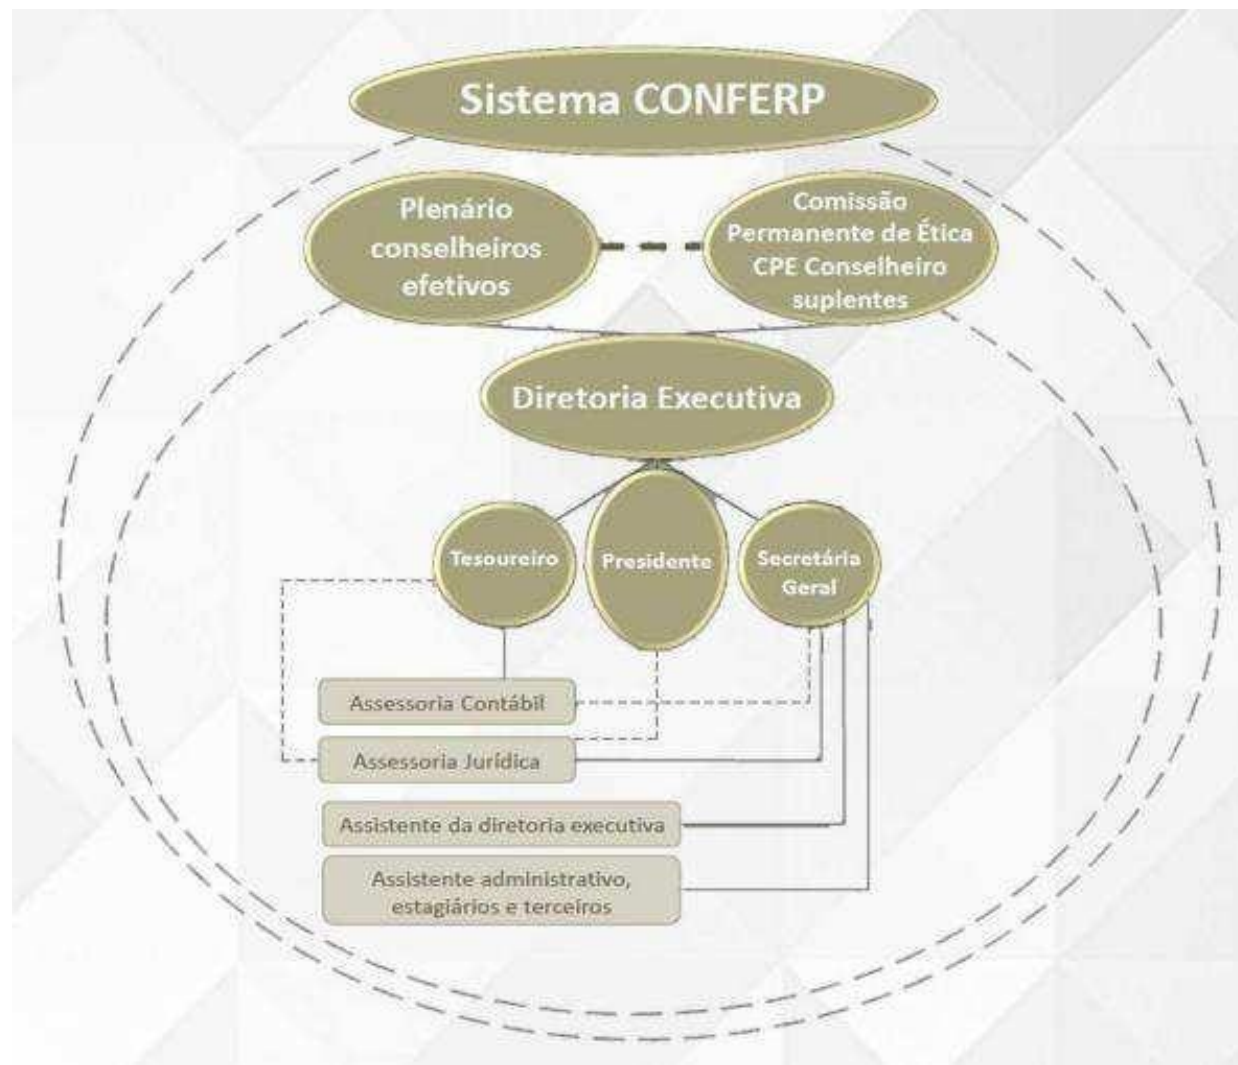 Sistema CONFERP
Plenário
conselheiros
efetivos
Comissão
Permanente de Ética
CPE Conselheiro
suplentes
Diretoria Executiva
Tesoureiro
Presidente
Secretária
Geral
Assessoria Contábil
Assessoria Jurídica
Assistente da diretoria executiva
Assistente administrativo,
estagiários e terceiros